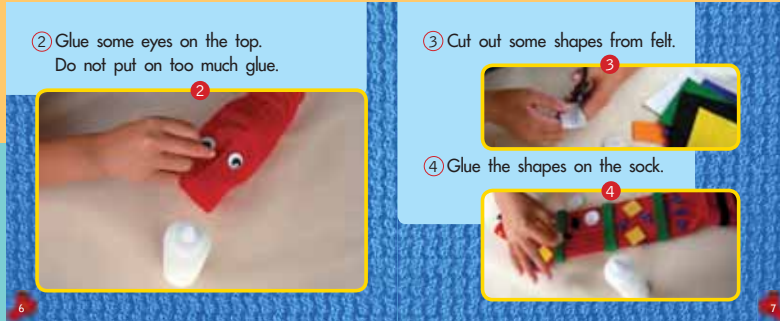 ② Glue some eyes on the top.
Do not put on too much glue.
2
6
③ Cut out some shapes from felt.
3
④ Glue the shapes on the sock.
4
7